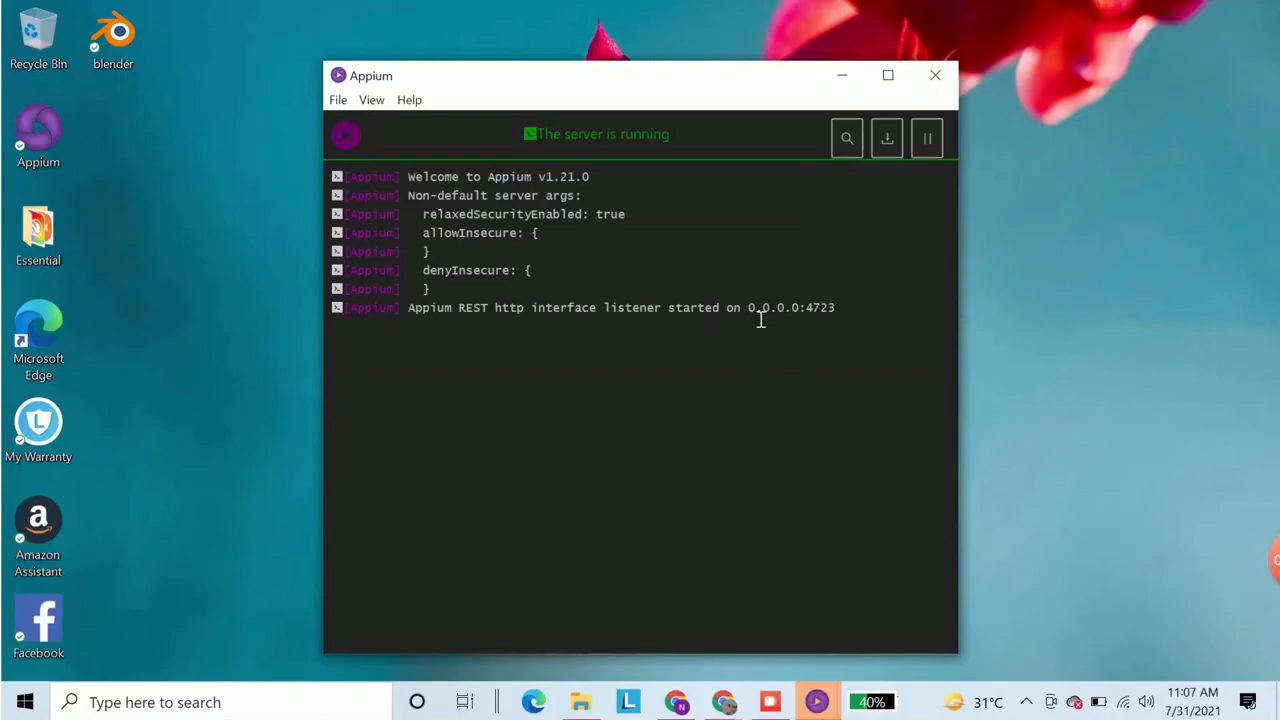 Recycle Bin
blender
Appium
Essential
Microsoft
Edge
My Warranty
Amazon
Assistant
Facebook
Appium
File View Help
The server is running
[Appium] Welcome to Appium v1.21.0
[Appium] Non-default server args:
[Appium] relaxedSecurityEnabled: true
[Appium] allowInsecure: {
[Appium] }
[Appium] denyInsecure: {
[Appium] }
[Appium] Appium REST http interface listener started on 0.0.0.0:4723
Type here to search
40%
31°C
11:07 AM
7/31/2021